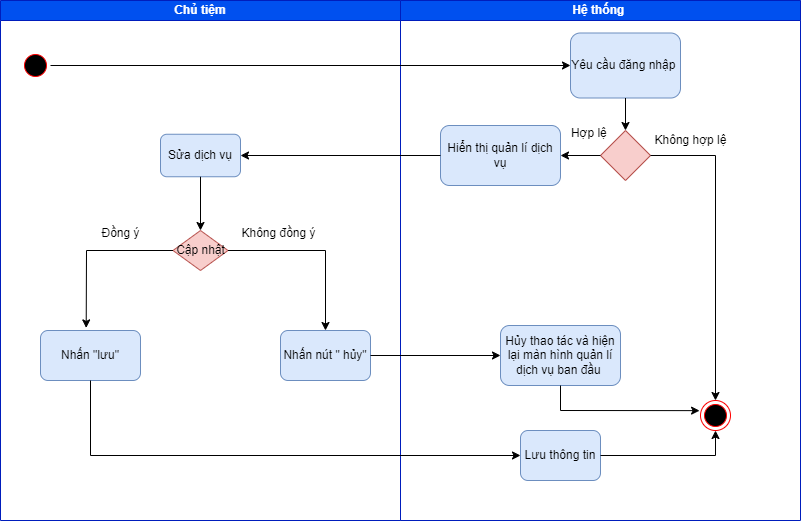 Chủ tiệm
Hệ thống
Yêu cầu đăng nhập
Hợp lệ
Không hợp lệ
Hiển thị quản lí dịch
vụ
Sửa dịch vụ
Đồng ý
Không đồng ý
Cập nhật
Nhấn "lưu"
Nhấn nút " hủy"
Hủy thao tác và hiện
lại màn hình quản lí
dịch vụ ban đầu
Lưu thông tin